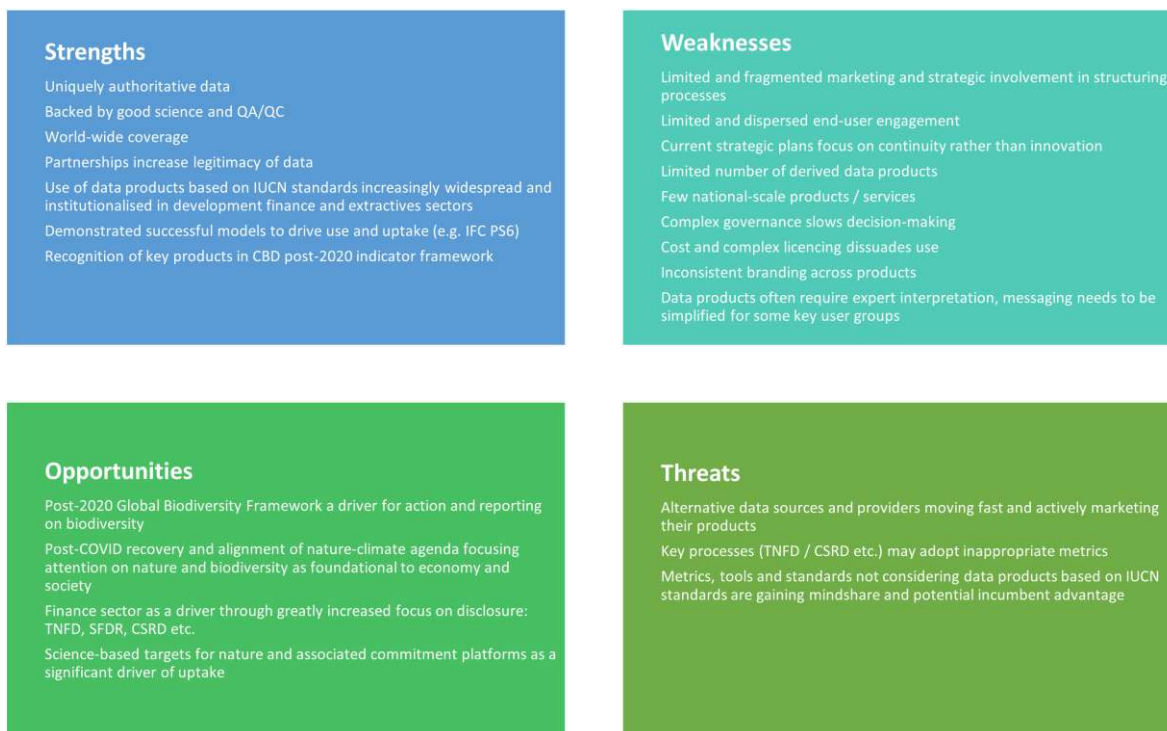 Strengths
Uniquely authoritative data
Backed by good science and QA/QC
World-wide coverage
Partnerships increase legitimacy of data
Use of data products based on IUCN standards increasingly widespread and
institutionalised in development finance and extractives sectors
Demonstrated successful models to drive use and uptake (e.g. IFC PS6)
Recognition of key products in CBD post-2020 indicator framework
Weaknesses
Limited and fragmented marketing and strategic involvement in structuring
processes
Limited and dispersed end-user engagement
Current strategic plans focus on continuity rather than innovation
Limited number of derived data products
Few national-scale products / services
Complex governance slows decision-making
Cost and complex licencing dissuades use
Inconsistent branding across products
Data products often require expert interpretation, messaging needs to be
simplified for some key user groups
Opportunities
Post-2020 Global Biodiversity Framework a driver for action and reporting
on biodiversity
Post-COVID recovery and alignment of nature-climate agenda focusing
attention on nature and biodiversity as foundational to economy and
society
Finance sector as a driver through greatly increased focus on disclosure:
TNFD, SFDR, CSRD etc.
Science-based targets for nature and associated commitment platforms as a
significant driver of uptake
Threats
Alternative data sources and providers moving fast and actively marketing
their products
Key processes (TNFD / CSRD etc.) may adopt inappropriate metrics
Metrics, tools and standards not considering data products based on IUCN
standards are gaining mindshare and potential incumbent advantage